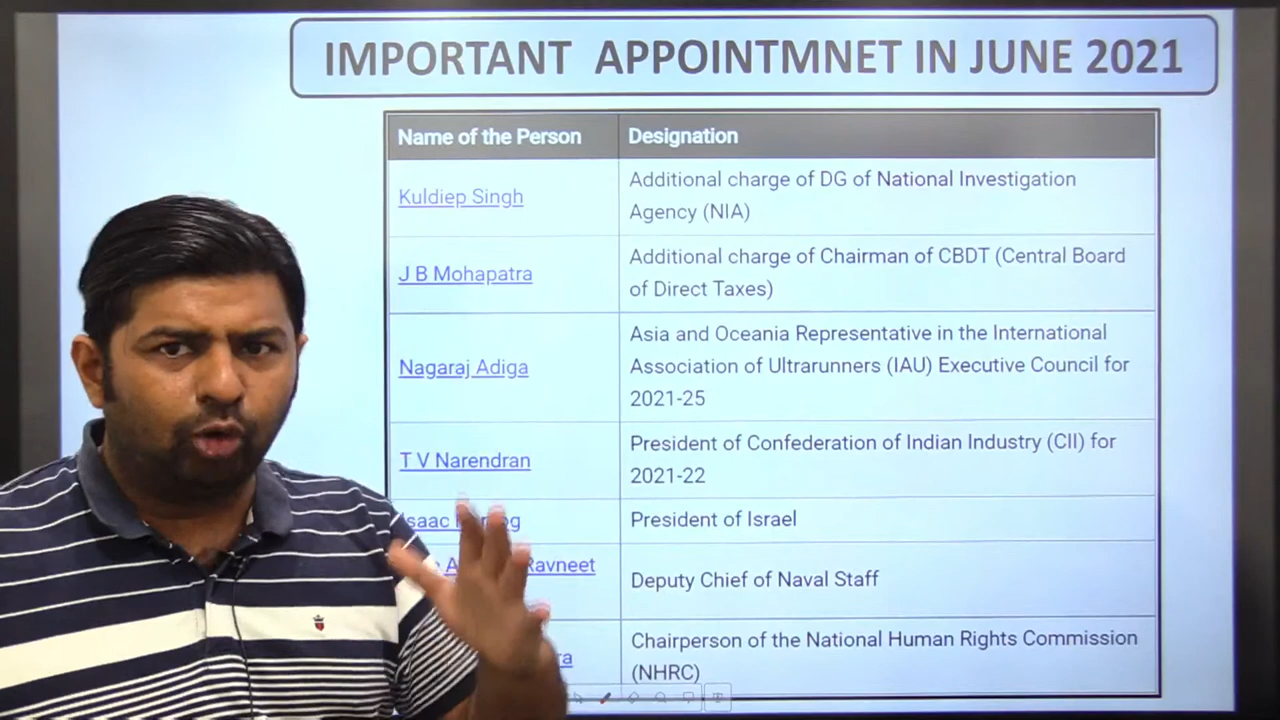 IMPORTANT APPOINTMNET IN JUNE 2021
Name of the Person
Designation
Kuldiep Singh
Additional charge of DG of National Investigation
Agency (NIA)
J B Mohapatra
Additional charge of Chairman of CBDT (Central Board
of Direct Taxes)
Nagaraj Adiga
Asia and Oceania Representative in the International
Association of Ultrarunners (IAU) Executive Council for
2021-25
T V Narendran
President of Confederation of Indian Industry (CII) for
2021-22
President of Israel
Ravneet
Deputy Chief of Naval Staff
Chairperson of the National Human Rights Commission
(NHRC)